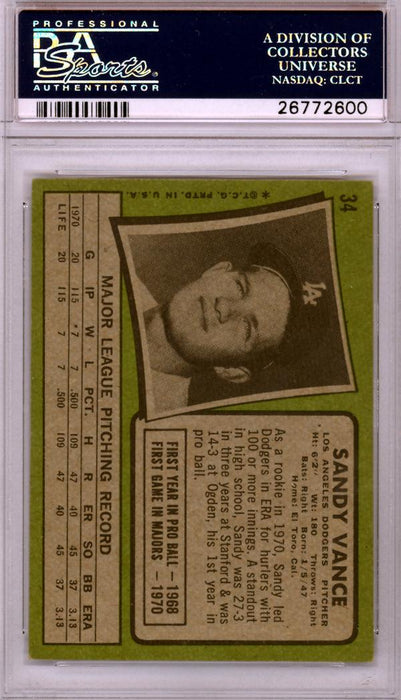 PROFESSIONAL
PSA
Sports
AUTHENTICATOR
A DIVISION OF
COLLECTORS
UNIVERSE
NASDAQ: CLCT
26772600
34
*©T.C.G. PRTD. IN U.S.A.
LA
SANDY VANCE
LOS ANGELES DODGERS PITCHER
Ht: 6'2" Wt: 180 Throws: Right
Bats: Right Born: 1/5/47
Home: El Toro, Cal.
As a rookie in 1970, Sandy led
Dodgers in ERA for hurlers with
100 or more innings. A standout
in high school, Sandy was 27-3
in three years at Stanford & was
14-3 at Ogden, his 1st year in
pro ball.
FIRST YEAR IN PRO BALL — 1968
FIRST GAME IN MAJORS — 1970
MAJOR LEAGUE PITCHING RECORD
G IP W L PCT. H R ER SO BB ERA
1970 20 115 *7 7 .500 109 47 40 45 37 3.13
LIFE 20 115 7 7 .500 109 47 40 45 37 3.13